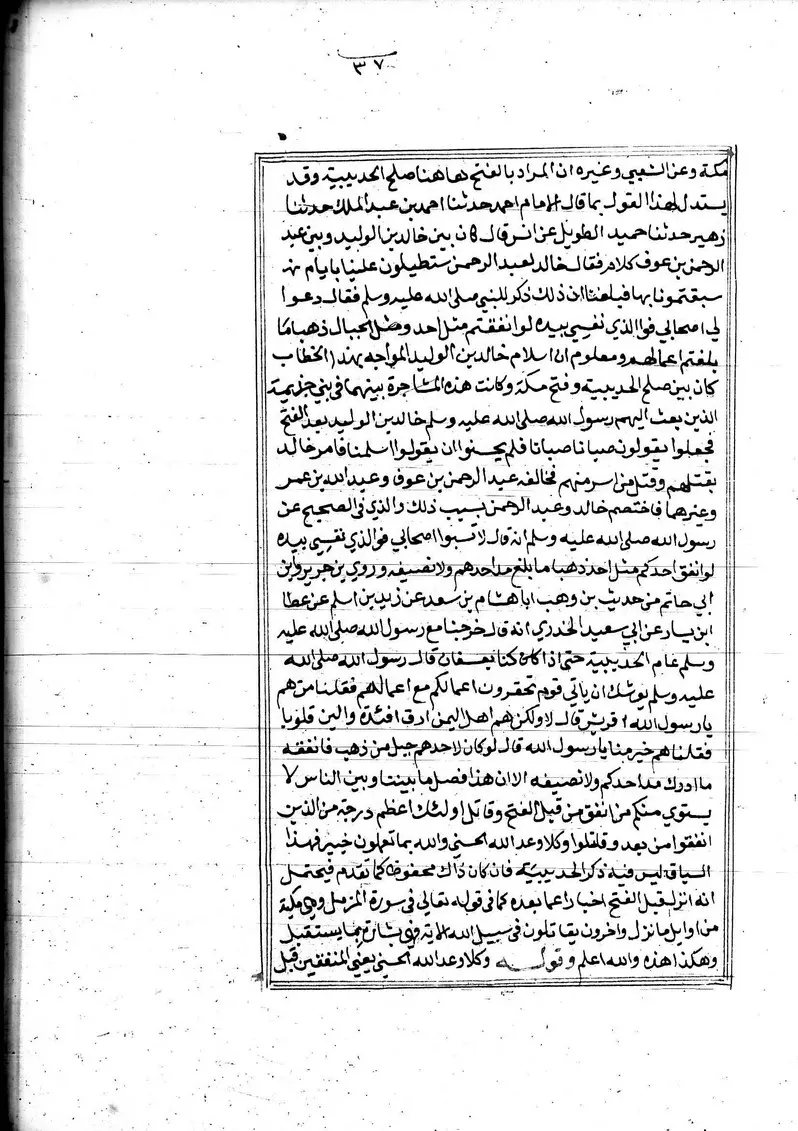 ٣٧
مكة وعن الشعبي وغيره ان المراد بالفتح هاهنا صلح الحديبية وقد
يستدل لهذا القول بما قال الامام احمد حدثنا احمد بن عبد الملك حدثنا
زهير حدثنا حميد الطويل عن انس قال كان بين خالد بن الوليد وبين عبد
الرحمن بن عوف كلام فقال خالد لعبد الرحمن ستطيلون علينا بايام
سبقتمونا بها فبلغنا ان ذلك ذكر للنبي صلى الله عليه وسلم فقال دعوا
لي اصحابي فوا الذي نفسي بيده لو انفقتم مثل احد ومثل الجبال ذهبا ما
بلغتم اعمالهم ومعلوم ان اسلام خالد بن الوليد المواجه بهذا الخطاب
كان بين صلح الحديبية وفتح مكة وكانت هذه المشاجرة بينهما في بني جزيمة
الذين بعث اليهم رسول الله صلى الله عليه وسلم خالد بن الوليد بعد الفتح
فجعلوا يقولون صبانا صبانا فلم يحسنوا ان يقولوا اسلمنا فامر خالد
بقتلهم وقتل من اسر منهم فخالفه عبد الرحمن بن عوف وعبد الله بن عمر
وغيرهما فاختصم خالد وعبد الرحمن بسبب ذلك والذي في الصحيح عن
رسول الله صلى الله عليه وسلم انه قال لا تسبوا اصحابي فوالذي نفسي بيده
لو انفق احدكم مثل احد ذهبا ما بلغ مد احدهم ولا نصيفه وروي بن جرير وابن
ابي حاتم من حديث بن وهب ابا هشام بن سعد عن زيد بن اسلم عن عطا
ابن يسار عن ابي سعيد الخدري انه قال خرجنا مع رسول الله صلى الله عليه
وسلم عام الحديبية حتى اذا كان كنا بعسفان قال رسول الله صلى الله
عليه وسلم يوشك ان ياتي قوم تحقرون اعمالكم مع اعمالهم فقلنا من هم
يا رسول الله اقريش قال لا ولكن هم اهل اليمن ارق افئدة والين قلوبا
فقلنا هم خير منا يا رسول الله قال لو كان لاحدهم جبل من ذهب فانفقه
ما ادرك مد احدكم ولا نصيفه الا ان هذا فصل ما بيننا وبين الناس لا
يستوي منكم من انفق من قبل الفتح وقاتل اولئك اعظم درجة من الذين
انفقوا من بعد وقاتلوا وكلا وعد الله الحسني والله بما تعملون خبير فهذا
السياق ليس فيه ذكر الحديبية فان كان ذاك محفوظا كما تقدم فيحتمل
انه انزل قبل الفتح اخبارا عما بعده كما في قوله تعالي في سورة المزمل وهي مكية
من اوايل ما نزل واخرون يقاتلون في سبيل الله الاية فهي بشارة بما يستقبل
وهكذا هذه والله اعلم وقوله وكلا وعد الله الحسني يعني المنفقين قبل